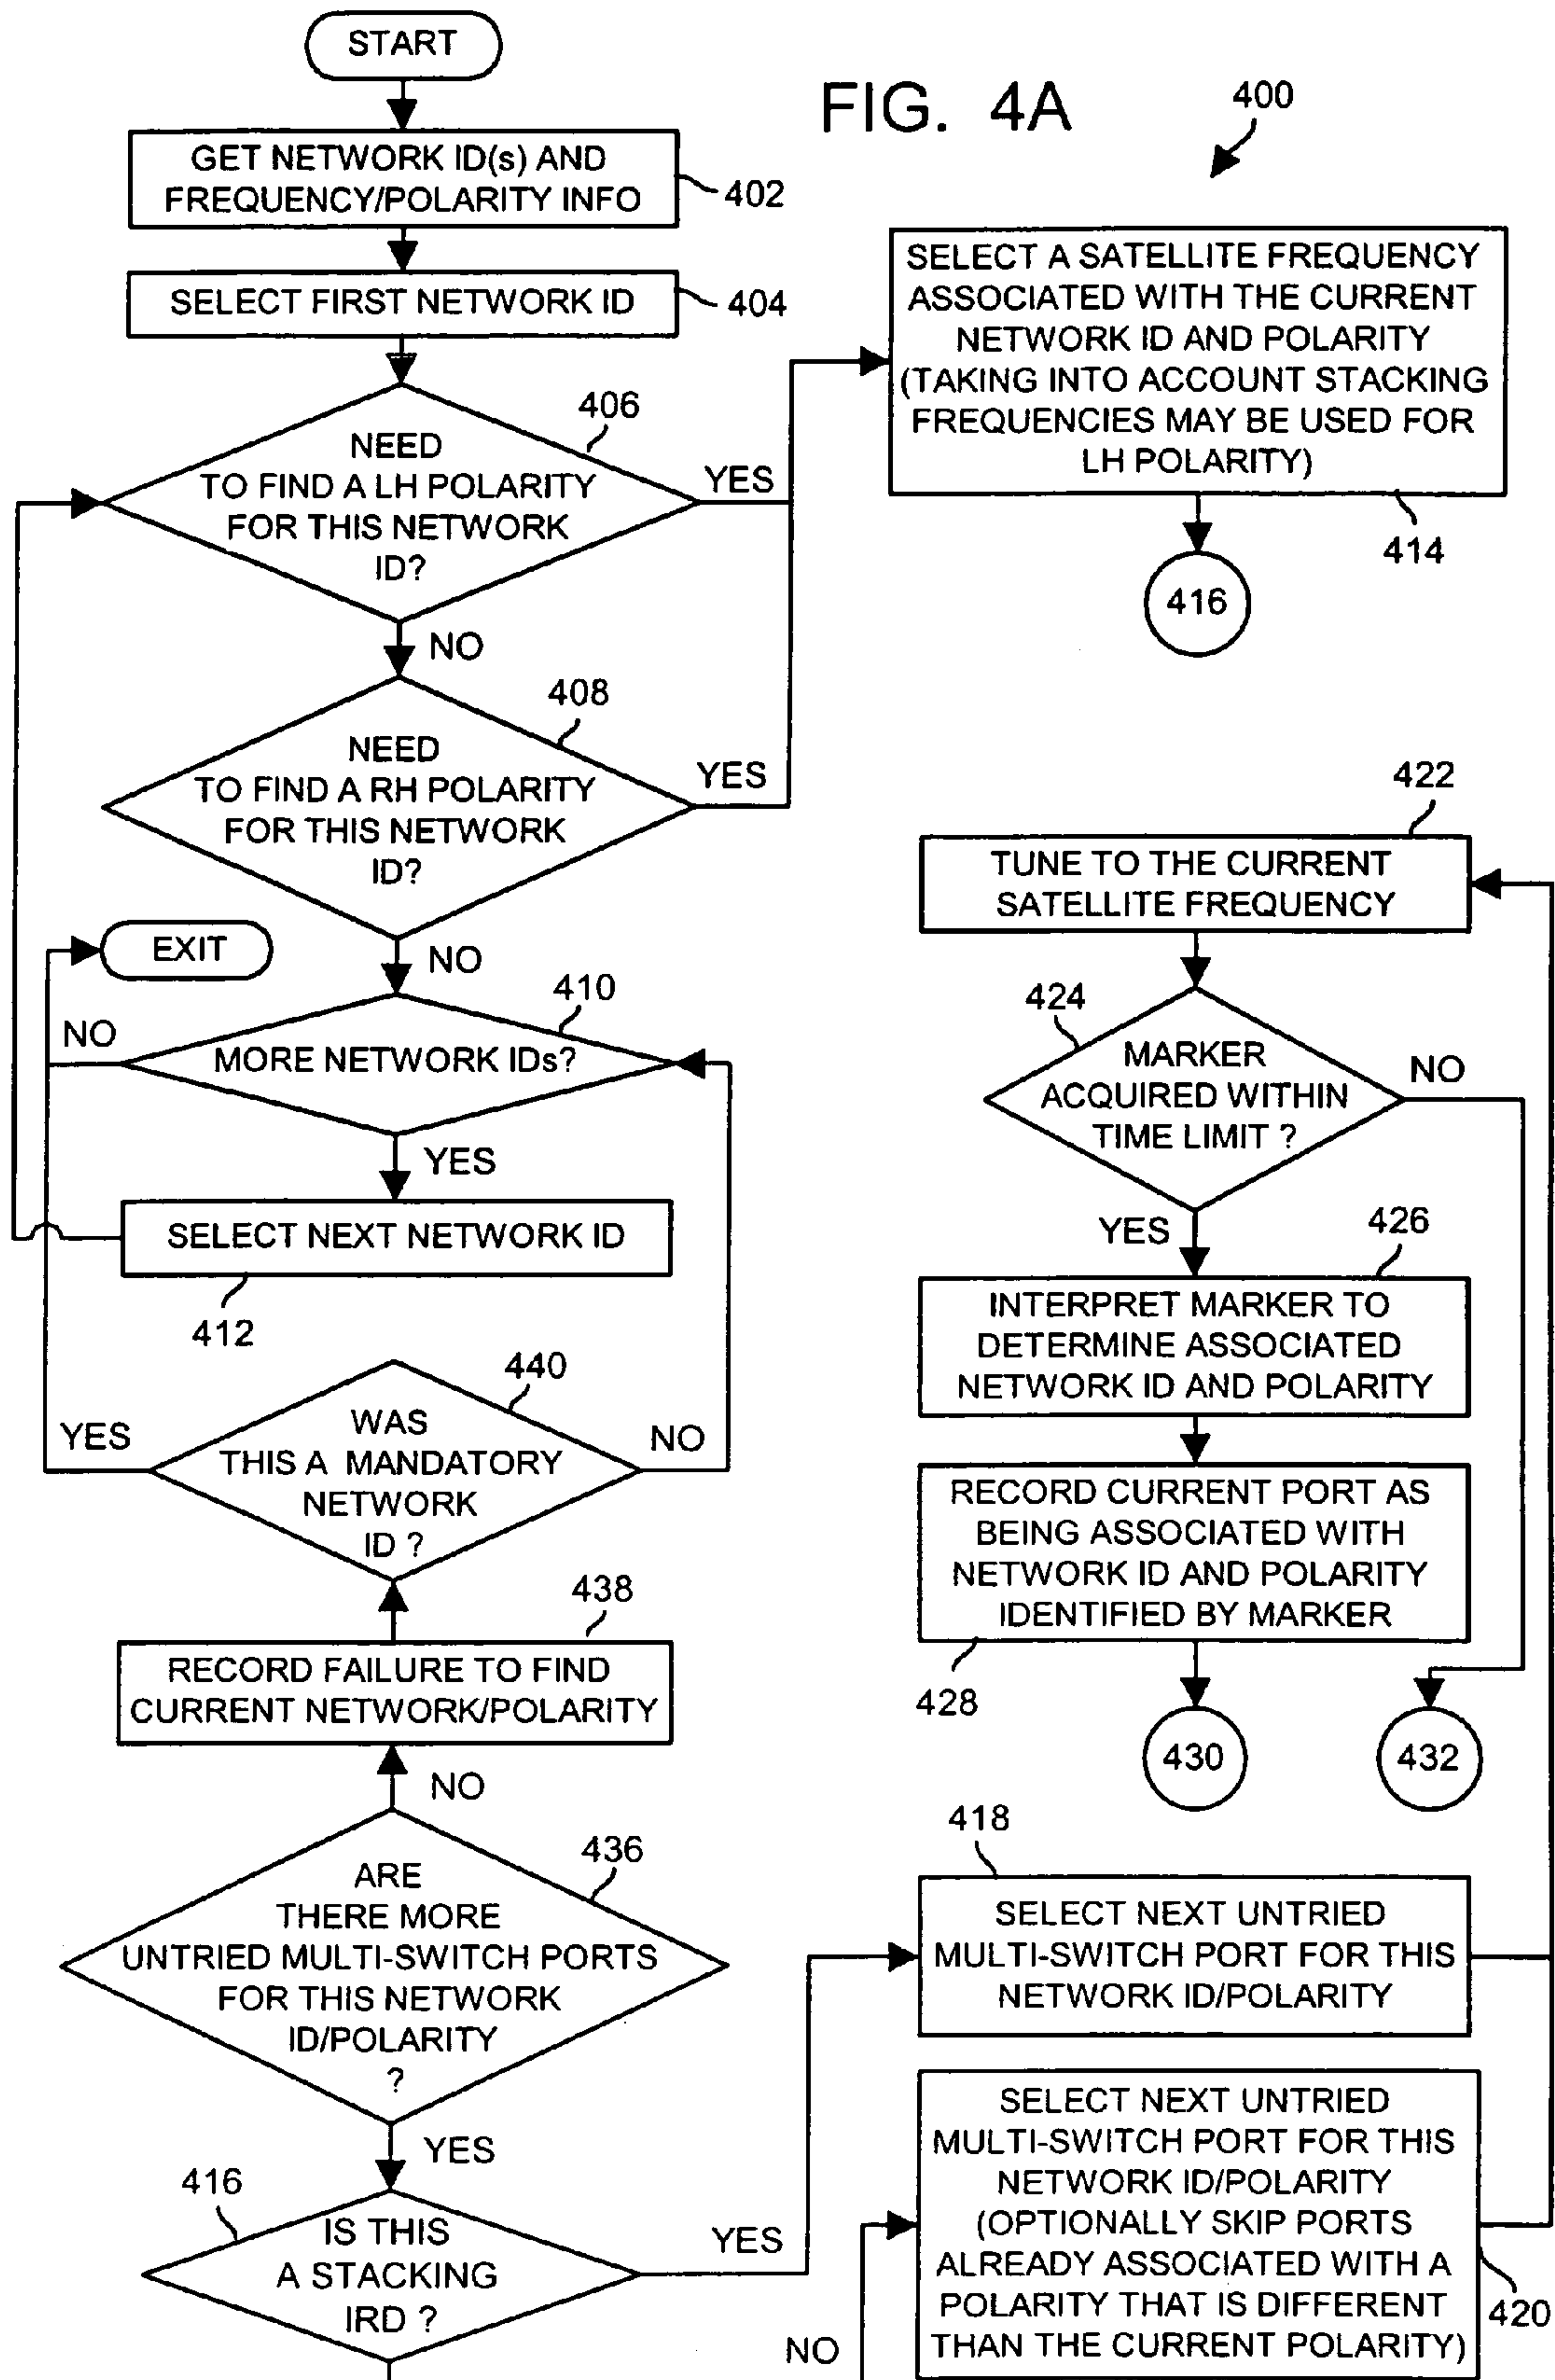 START
FIG. 4A
400
GET NETWORK ID(s) AND
FREQUENCY/POLARITY INFO
402
SELECT FIRST NETWORK ID
404
NEED
TO FIND A LH POLARITY
FOR THIS NETWORK
ID?
406
YES
NO
SELECT A SATELLITE FREQUENCY
ASSOCIATED WITH THE CURRENT
NETWORK ID AND POLARITY
(TAKING INTO ACCOUNT STACKING
FREQUENCIES MAY BE USED FOR
LH POLARITY)
414
416
NEED
TO FIND A RH POLARITY
FOR THIS NETWORK
ID?
408
YES
NO
EXIT
MORE NETWORK IDs?
410
NO
YES
SELECT NEXT NETWORK ID
412
WAS
THIS A MANDATORY
NETWORK
ID ?
440
YES
NO
RECORD FAILURE TO FIND
CURRENT NETWORK/POLARITY
438
NO
ARE
THERE MORE
UNTRIED MULTI-SWITCH PORTS
FOR THIS NETWORK
ID/POLARITY
?
436
YES
IS THIS
A STACKING
IRD ?
416
YES
NO
422
TUNE TO THE CURRENT
SATELLITE FREQUENCY
424
MARKER
ACQUIRED WITHIN
TIME LIMIT ?
NO
YES
426
INTERPRET MARKER TO
DETERMINE ASSOCIATED
NETWORK ID AND POLARITY
RECORD CURRENT PORT AS
BEING ASSOCIATED WITH
NETWORK ID AND POLARITY
IDENTIFIED BY MARKER
428
430
432
418
SELECT NEXT UNTRIED
MULTI-SWITCH PORT FOR THIS
NETWORK ID/POLARITY
SELECT NEXT UNTRIED
MULTI-SWITCH PORT FOR THIS
NETWORK ID/POLARITY
(OPTIONALLY SKIP PORTS
ALREADY ASSOCIATED WITH A
POLARITY THAT IS DIFFERENT
THAN THE CURRENT POLARITY)
420